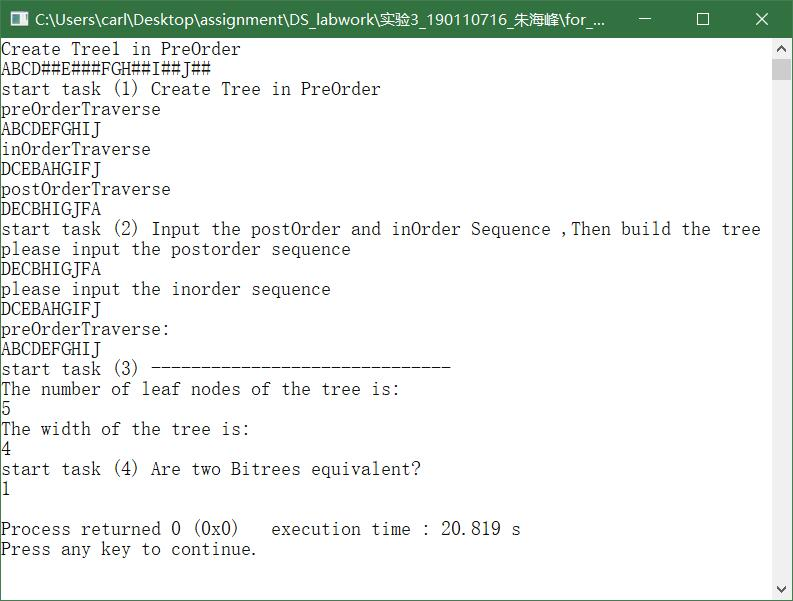 C:\Users\carl\Desktop\assignment\DS_labwork\实验3_190110716_朱海峰\for_...
Create Tree1 in PreOrder
ABCD##E###FGH##I##J##
start task (1) Create Tree in PreOrder
preOrderTraverse
ABCDEFGHIJ
inOrderTraverse
DCEBAHGIFJ
postOrderTraverse
DECBHIGJFA
start task (2) Input the postOrder and inOrder Sequence ,Then build the tree
please input the postorder sequence
DECBHIGJFA
please input the inorder sequence
DCEBAHGIFJ
preOrderTraverse:
ABCDEFGHIJ
start task (3) ------------------------------
The number of leaf nodes of the tree is:
5
The width of the tree is:
4
start task (4) Are two Bitrees equivalent?
1
Process returned 0 (0x0)   execution time : 20.819 s
Press any key to continue.